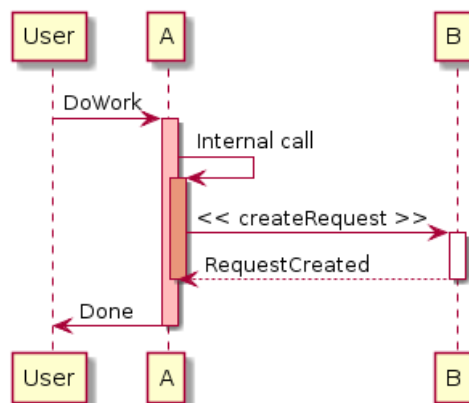 User A B
DoWork
Internal call
<< createRequest >>
RequestCreated
Done
User A B